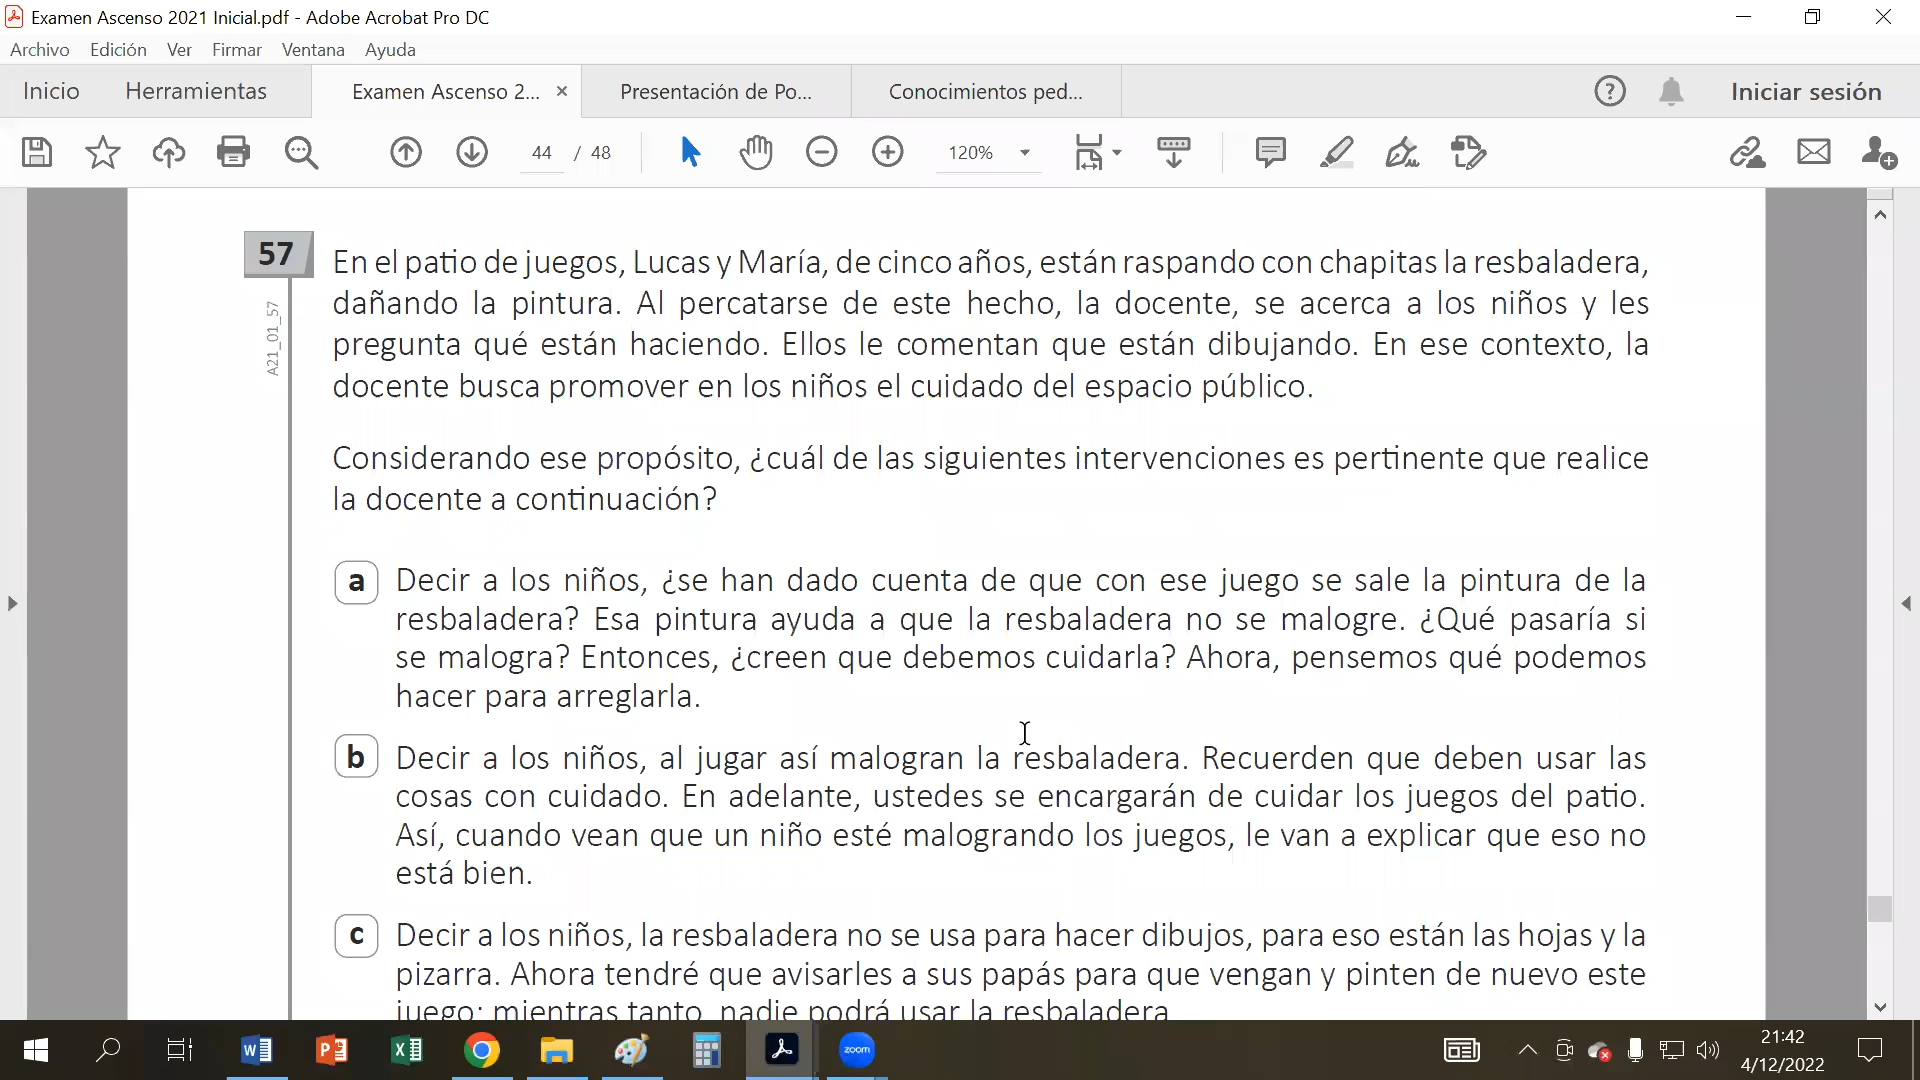 Examen Ascenso 2021 Inicial.pdf - Adobe Acrobat Pro DC
Archivo Edición Ver Firmar Ventana Ayuda
Inicio Herramientas Examen Ascenso 2... × Presentación de Po... Conocimientos ped... Iniciar sesión
44 / 48 120%
57
A21_01_57
En el patio de juegos, Lucas y María, de cinco años, están raspando con chapitas la resbaladera,
dañando la pintura. Al percatarse de este hecho, la docente, se acerca a los niños y les
pregunta qué están haciendo. Ellos le comentan que están dibujando. En ese contexto, la
docente busca promover en los niños el cuidado del espacio público.
Considerando ese propósito, ¿cuál de las siguientes intervenciones es pertinente que realice
la docente a continuación?
a Decir a los niños, ¿se han dado cuenta de que con ese juego se sale la pintura de la
resbaladera? Esa pintura ayuda a que la resbaladera no se malogre. ¿Qué pasaría si
se malogra? Entonces, ¿creen que debemos cuidarla? Ahora, pensemos qué podemos
hacer para arreglarla.
b Decir a los niños, al jugar así malogran la resbaladera. Recuerden que deben usar las
cosas con cuidado. En adelante, ustedes se encargarán de cuidar los juegos del patio.
Así, cuando vean que un niño esté malogrando los juegos, le van a explicar que eso no
está bien.
c Decir a los niños, la resbaladera no se usa para hacer dibujos, para eso están las hojas y la
pizarra. Ahora tendré que avisarles a sus papás para que vengan y pinten de nuevo este
juego; mientras tanto, nadie podrá usar la resbaladera.
zoom
21:42
4/12/2022